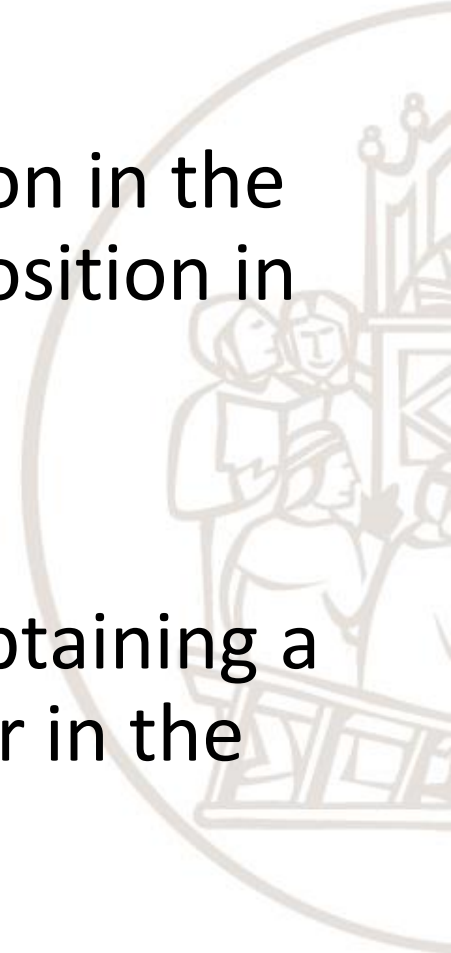 on in the
osition in
otaining a
r in the